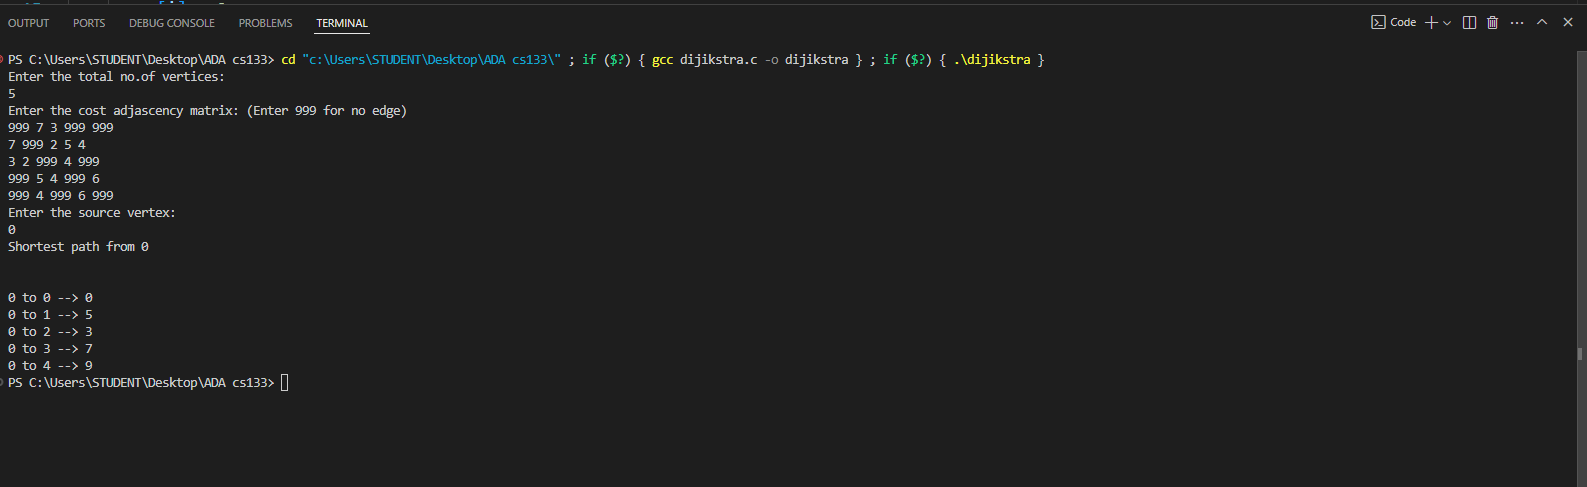 OUTPUT PORTS DEBUG CONSOLE PROBLEMS TERMINAL Code
PS C:\Users\STUDENT\Desktop\ADA cs133> cd "c:\Users\STUDENT\Desktop\ADA cs133\" ; if ($?) { gcc dijikstra.c -o dijikstra } ; if ($?) { .\dijikstra }
Enter the total no.of vertices:
5
Enter the cost adjascency matrix: (Enter 999 for no edge)
999 7 3 999 999
7 999 2 5 4
3 2 999 4 999
999 5 4 999 6
999 4 999 6 999
Enter the source vertex:
0
Shortest path from 0
0 to 0 --> 0
0 to 1 --> 5
0 to 2 --> 3
0 to 3 --> 7
0 to 4 --> 9
PS C:\Users\STUDENT\Desktop\ADA cs133>